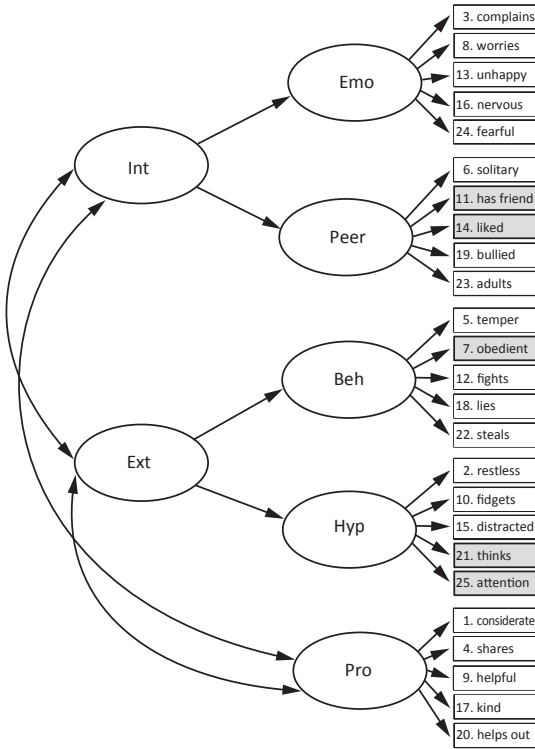 3. complains
8. worries
Emo
13. unhappy
16. nervous
24. fearful
Int
6. solitary
11. has friend
14. liked
Peer
19. bullied
23. adults
5. temper
7. obedient
Beh
12. fights
18. lies
22. steals
Ext
2. restless
10. fidgets
Hyp
15. distracted
21. thinks
25. attention
1. considerate
4. shares
Pro
9. helpful
17. kind
20. helps out